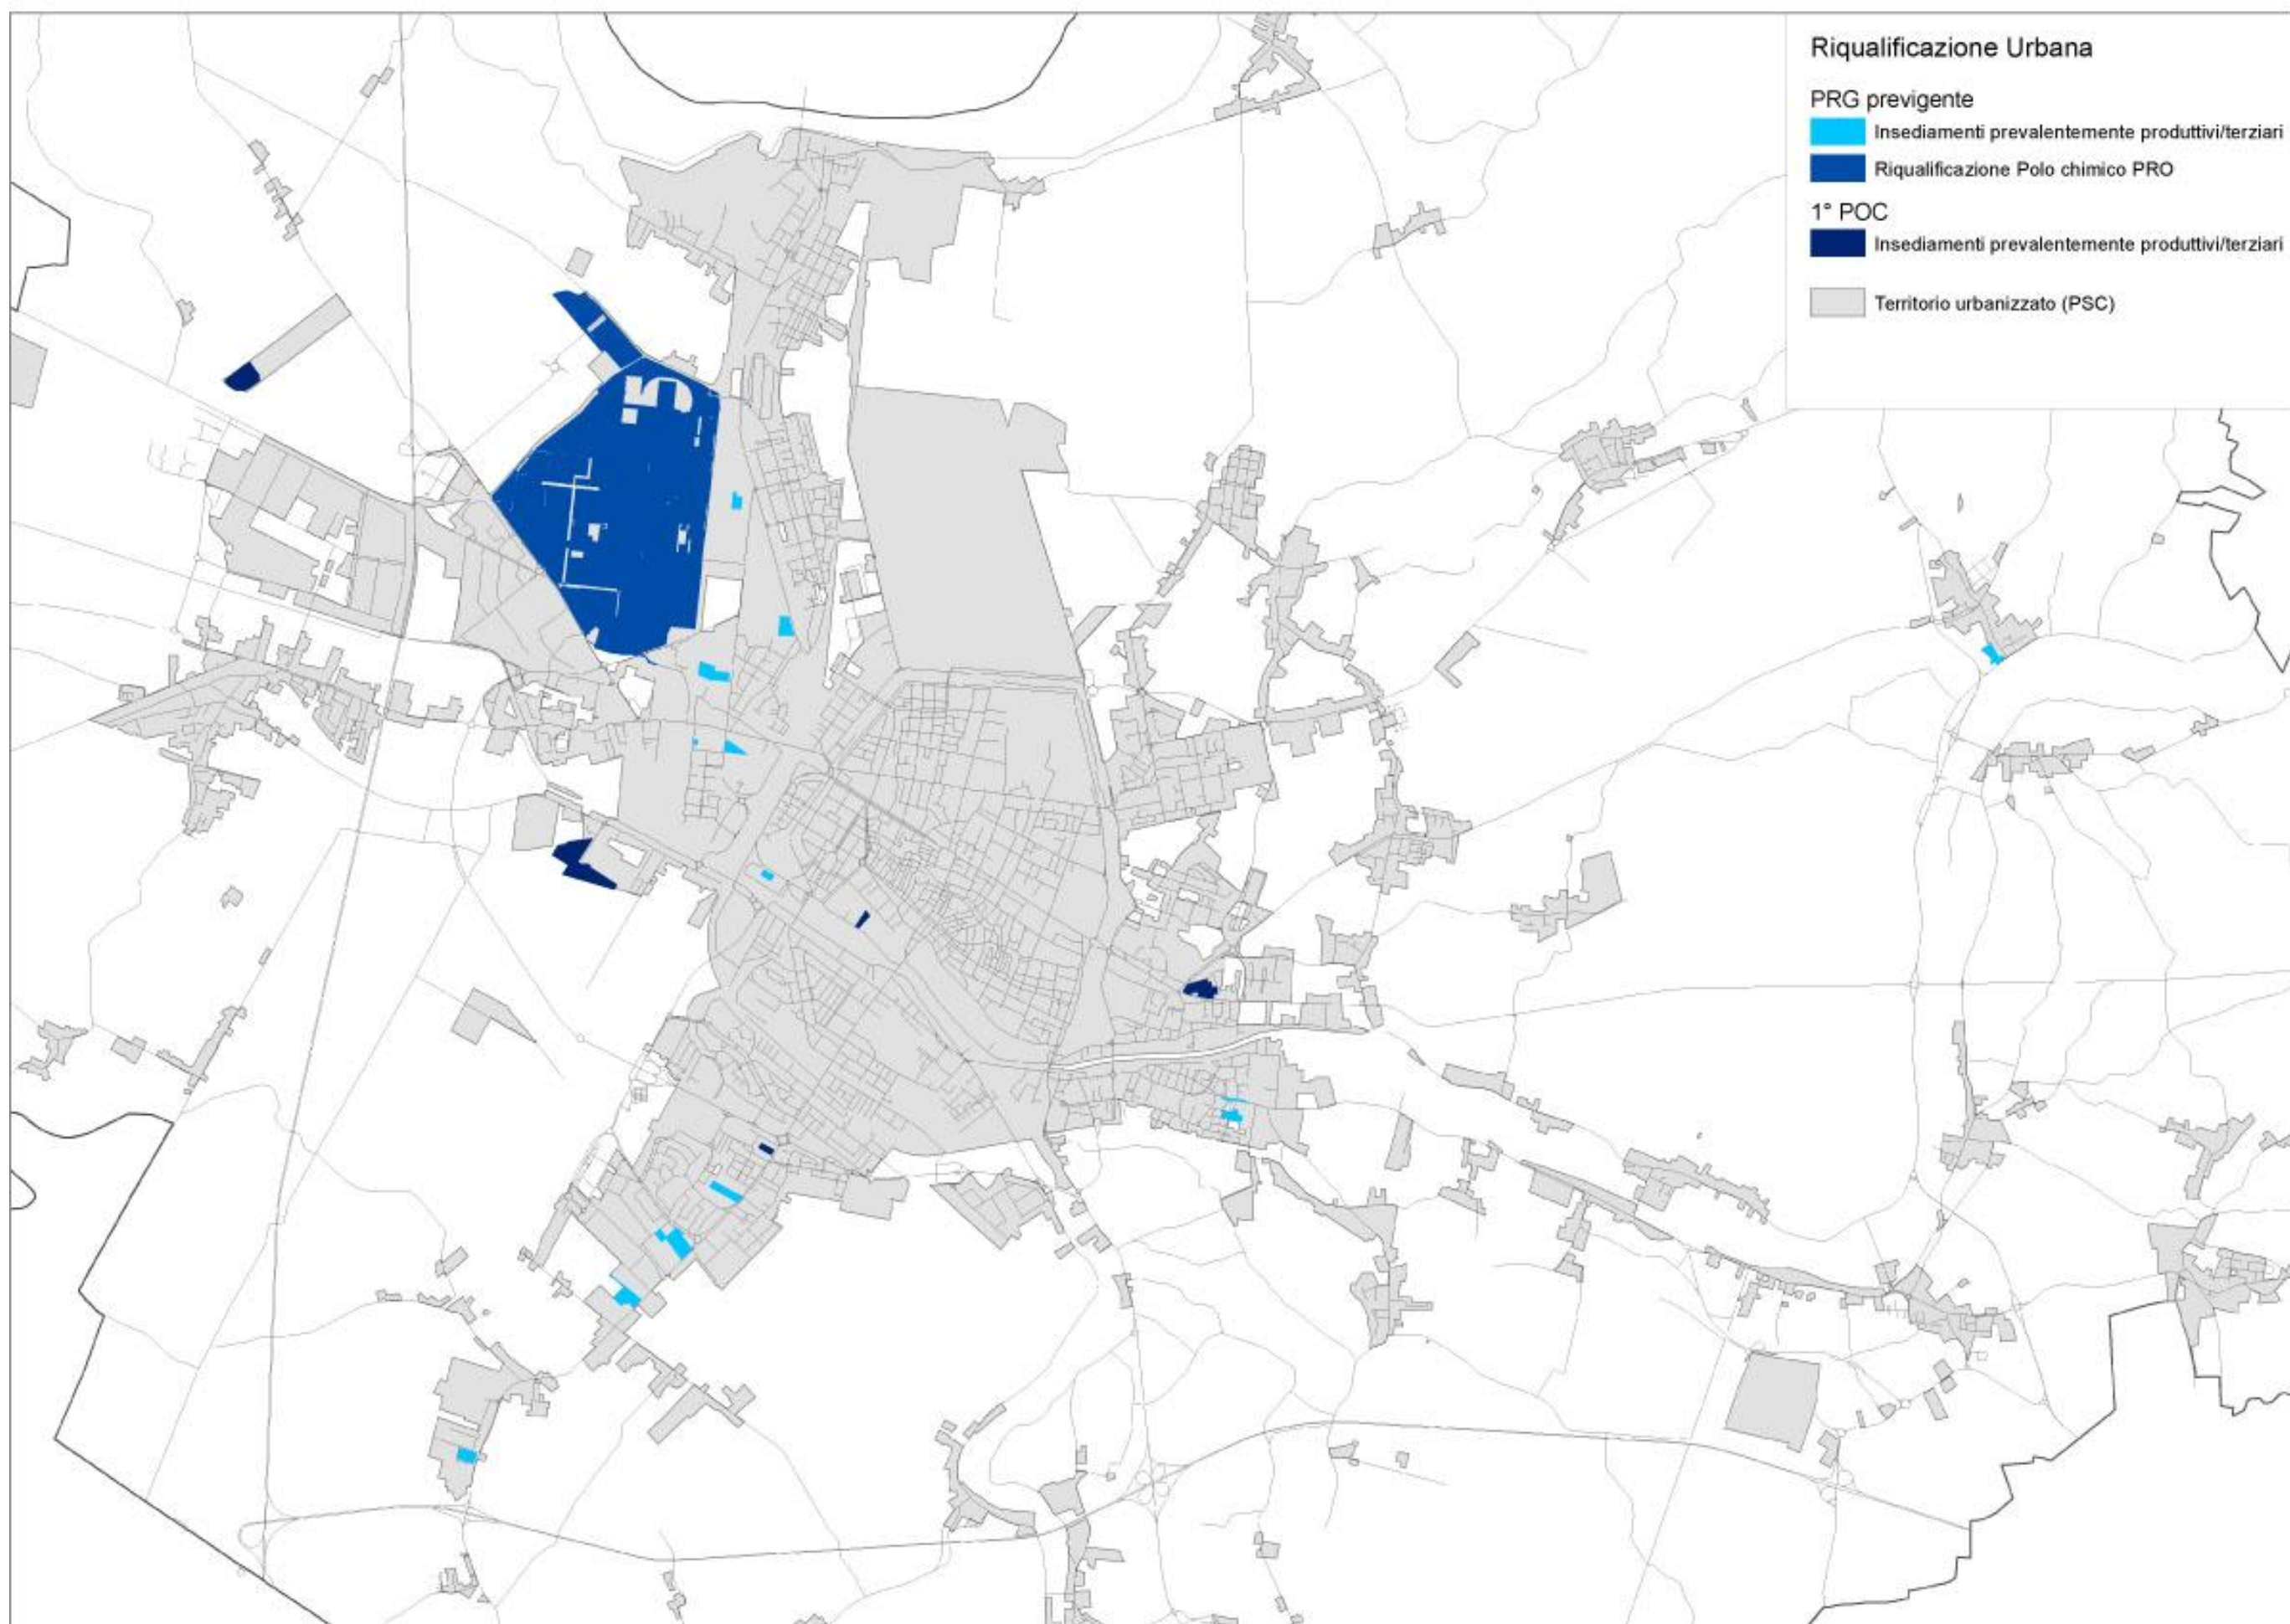 Riqualificazione Urbana
PRG previgente
Insediamenti prevalentemente produttivi/terziari
Riqualificazione Polo chimico PRO
1° POC
Insediamenti prevalentemente produttivi/terziari
Territorio urbanizzato (PSC)